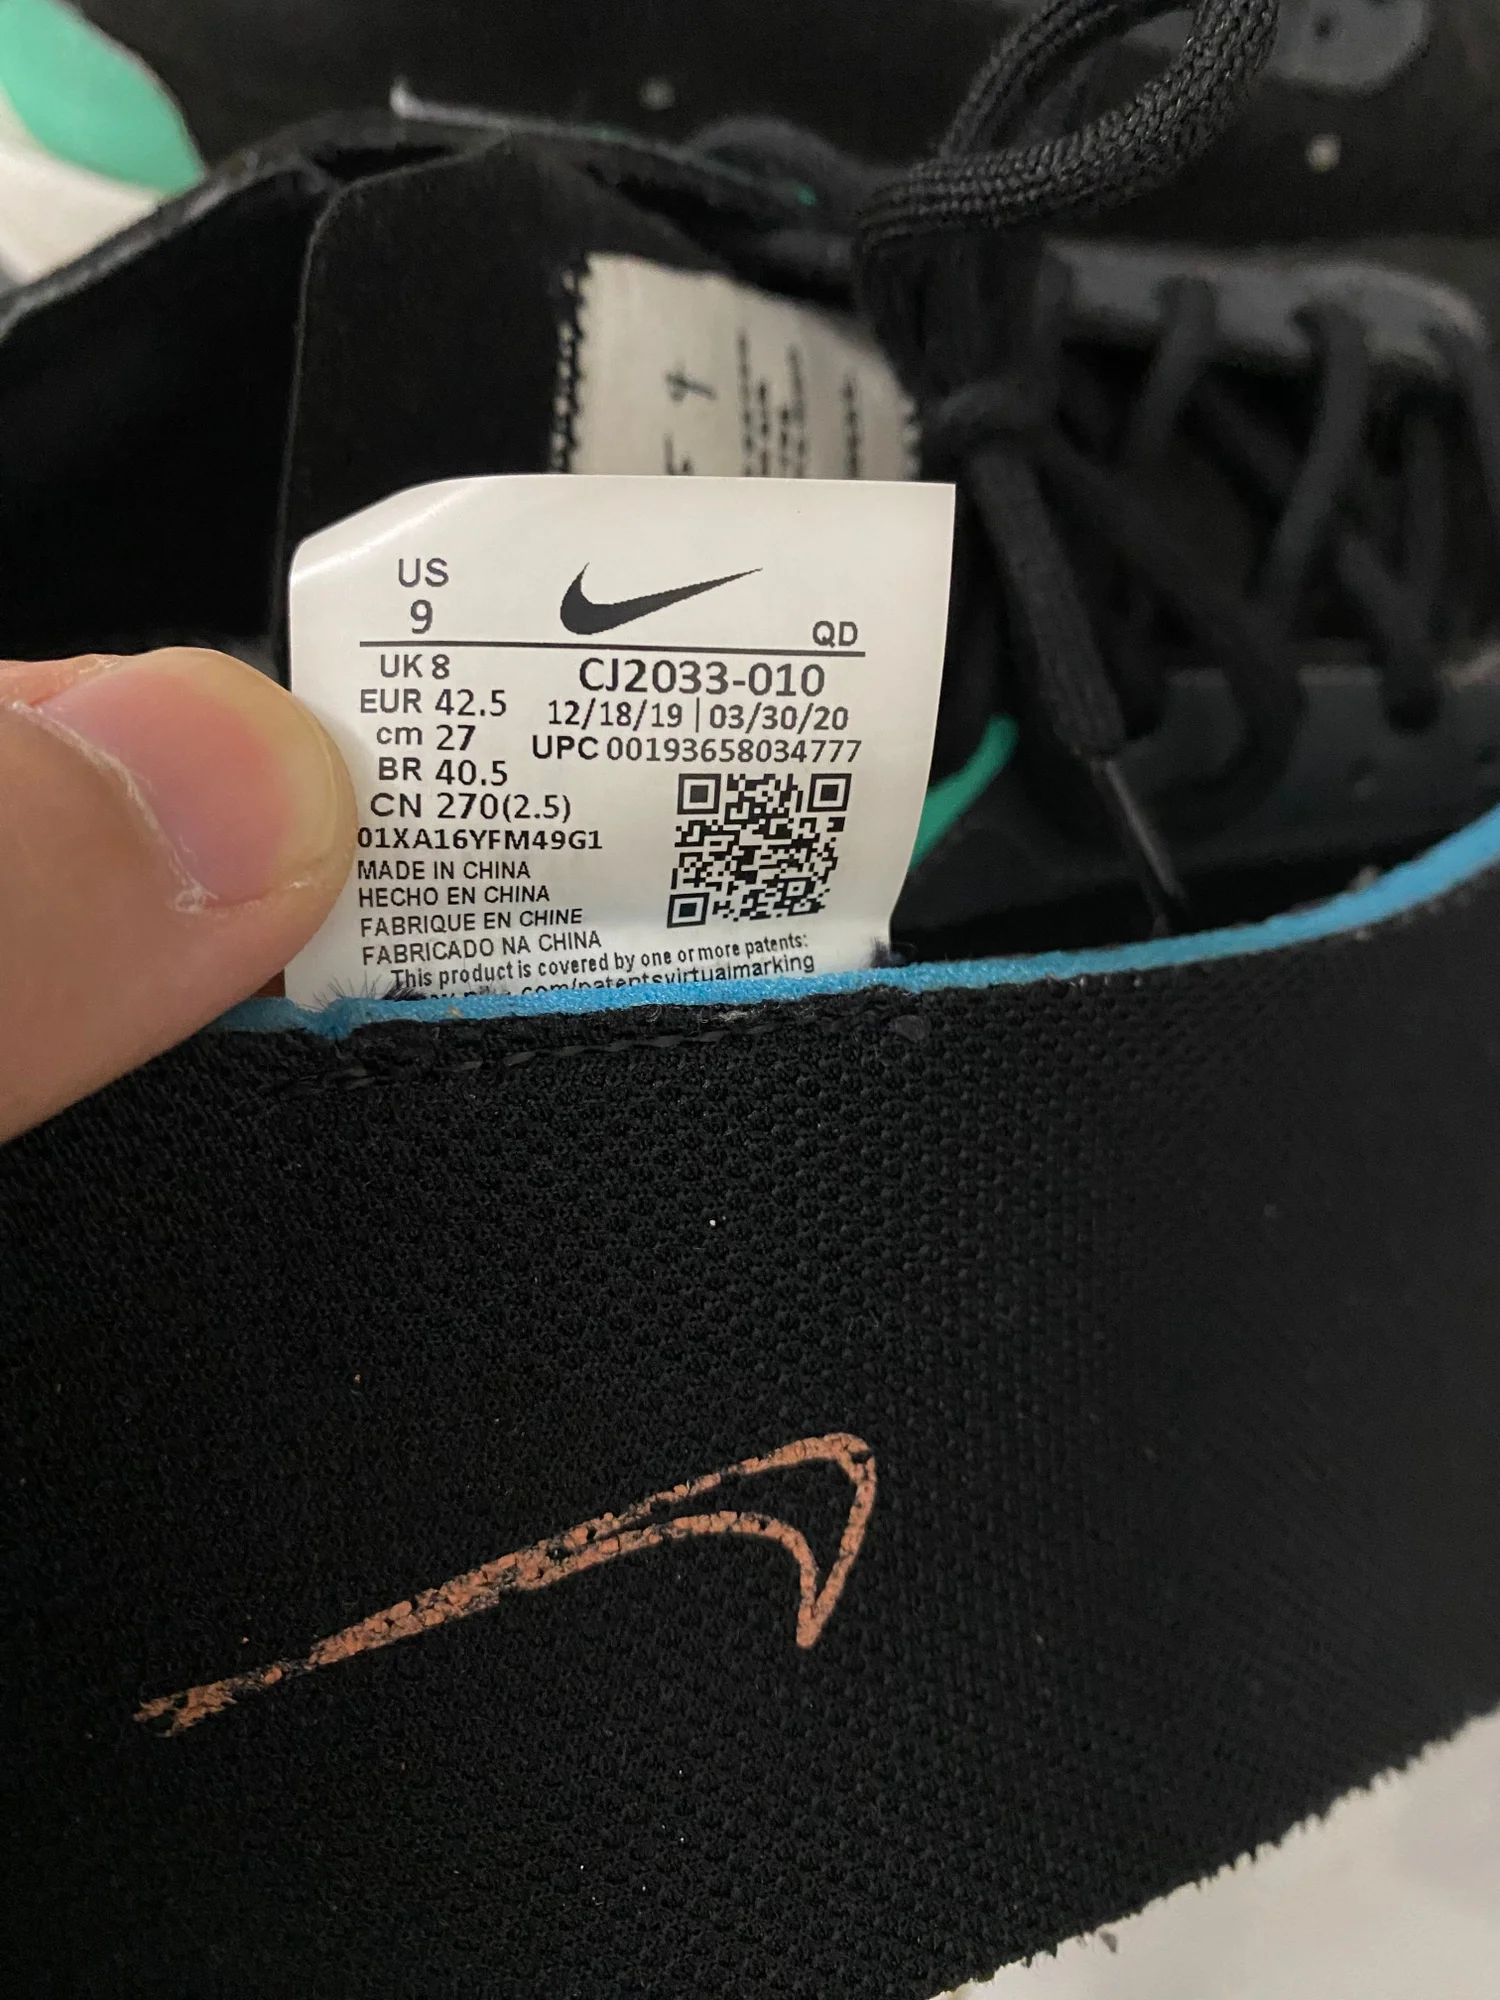 US
9
QD
UK 8
CJ2033-010
EUR 42.5
12/18/19 | 03/30/20
cm 27
UPC 00193658034777
BR 40.5
CN 270(2.5)
01XA16YFM49G1
MADE IN CHINA
HECHO EN CHINA
FABRIQUE EN CHINE
FABRICADO NA CHINA
This product is covered by one or more patents:
.com/patentsvirtualmarking